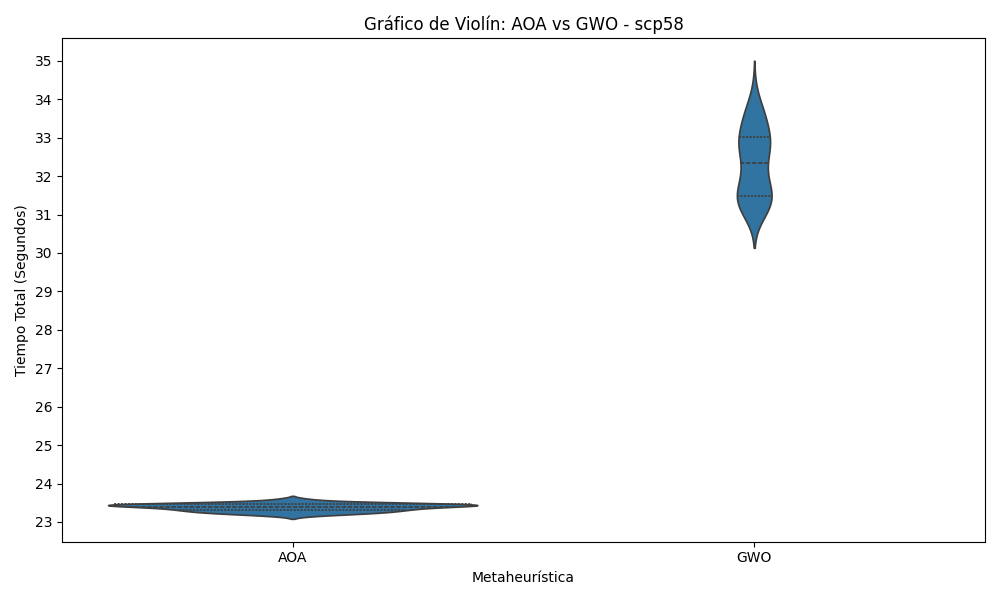 Gráfico de Violín: AOA vs GWO - scp58
Tiempo Total (Segundos)
35
34
33
32
31
30
29
28
27
26
25
24
23
AOA
GWO
Metaheurística